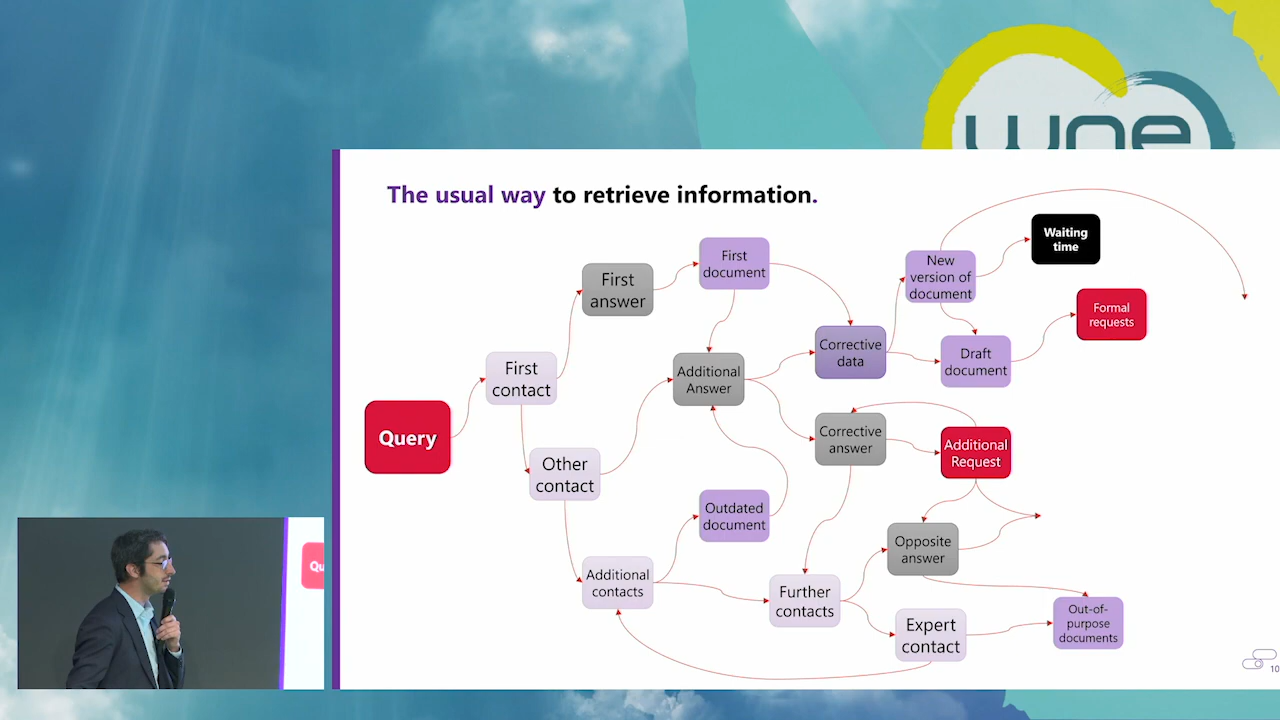 wne
The usual way to retrieve information.
Waiting
time
First
document
New
version of
document
First
answer
Formal
requests
Corrective
data
Draft
document
First
contact
Additional
Answer
Query
Corrective
answer
Additional
Request
Other
contact
Outdated
document
Opposite
answer
Additional
contacts
Further
contacts
Out-of-
purpose
documents
Expert
contact
Qu
10